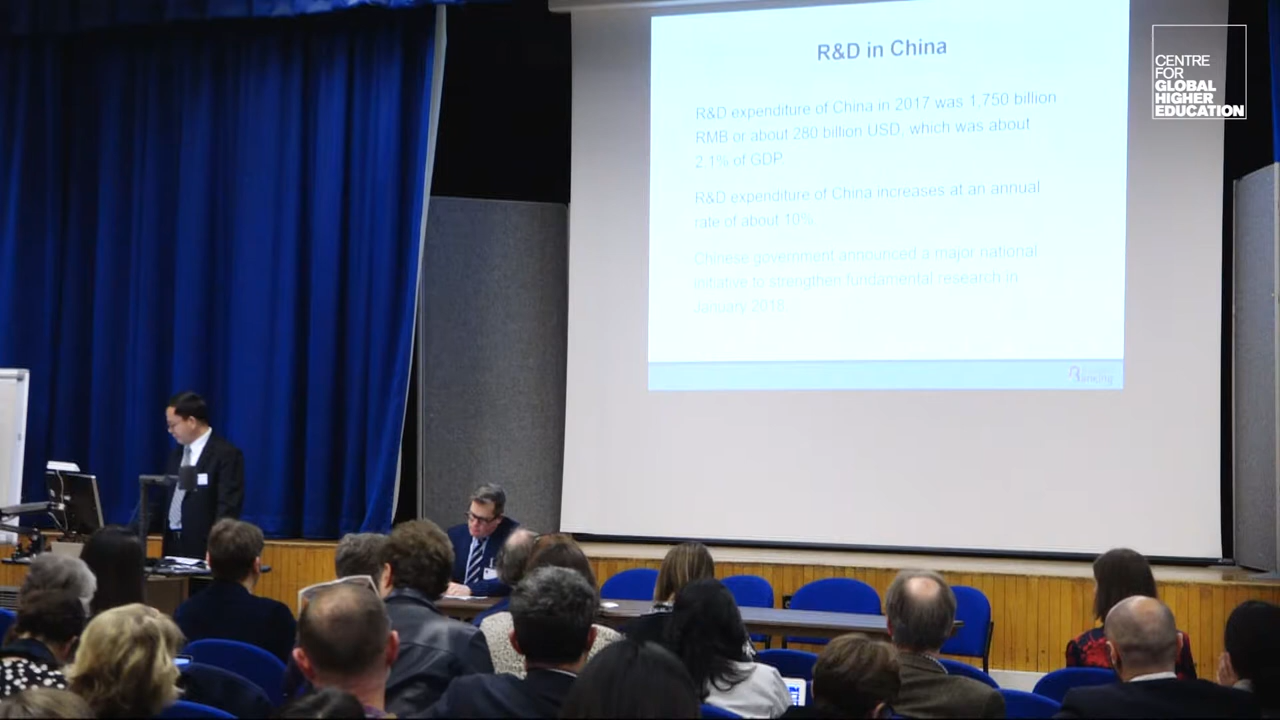 R&D in China
R&D expenditure of China in 2017 was 1,750 billion
RMB or about 280 billion USD, which was about
2.1% of GDP.
R&D expenditure of China increases at an annual
rate of about 10%.
Chinese government announced a major national
initiative to strengthen fundamental research in
January 2018.
Ranking
CENTRE
FOR
GLOBAL
HIGHER
EDUCATION